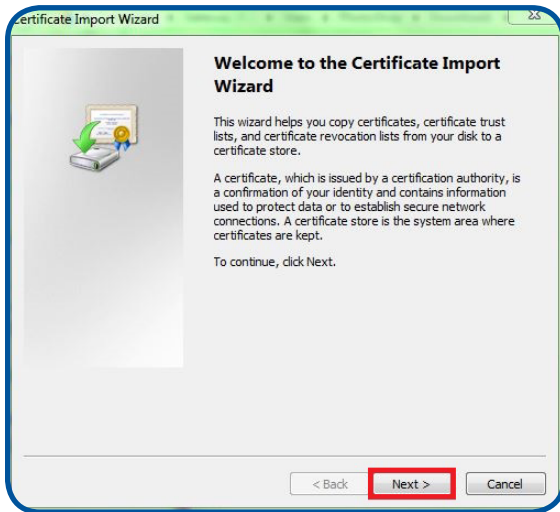 Certificate Import Wizard
Welcome to the Certificate Import
Wizard
This wizard helps you copy certificates, certificate trust
lists, and certificate revocation lists from your disk to a
certificate store.
A certificate, which is issued by a certification authority, is
a confirmation of your identity and contains information
used to protect data or to establish secure network
connections. A certificate store is the system area where
certificates are kept.
To continue, click Next.
< Back
Next >
Cancel